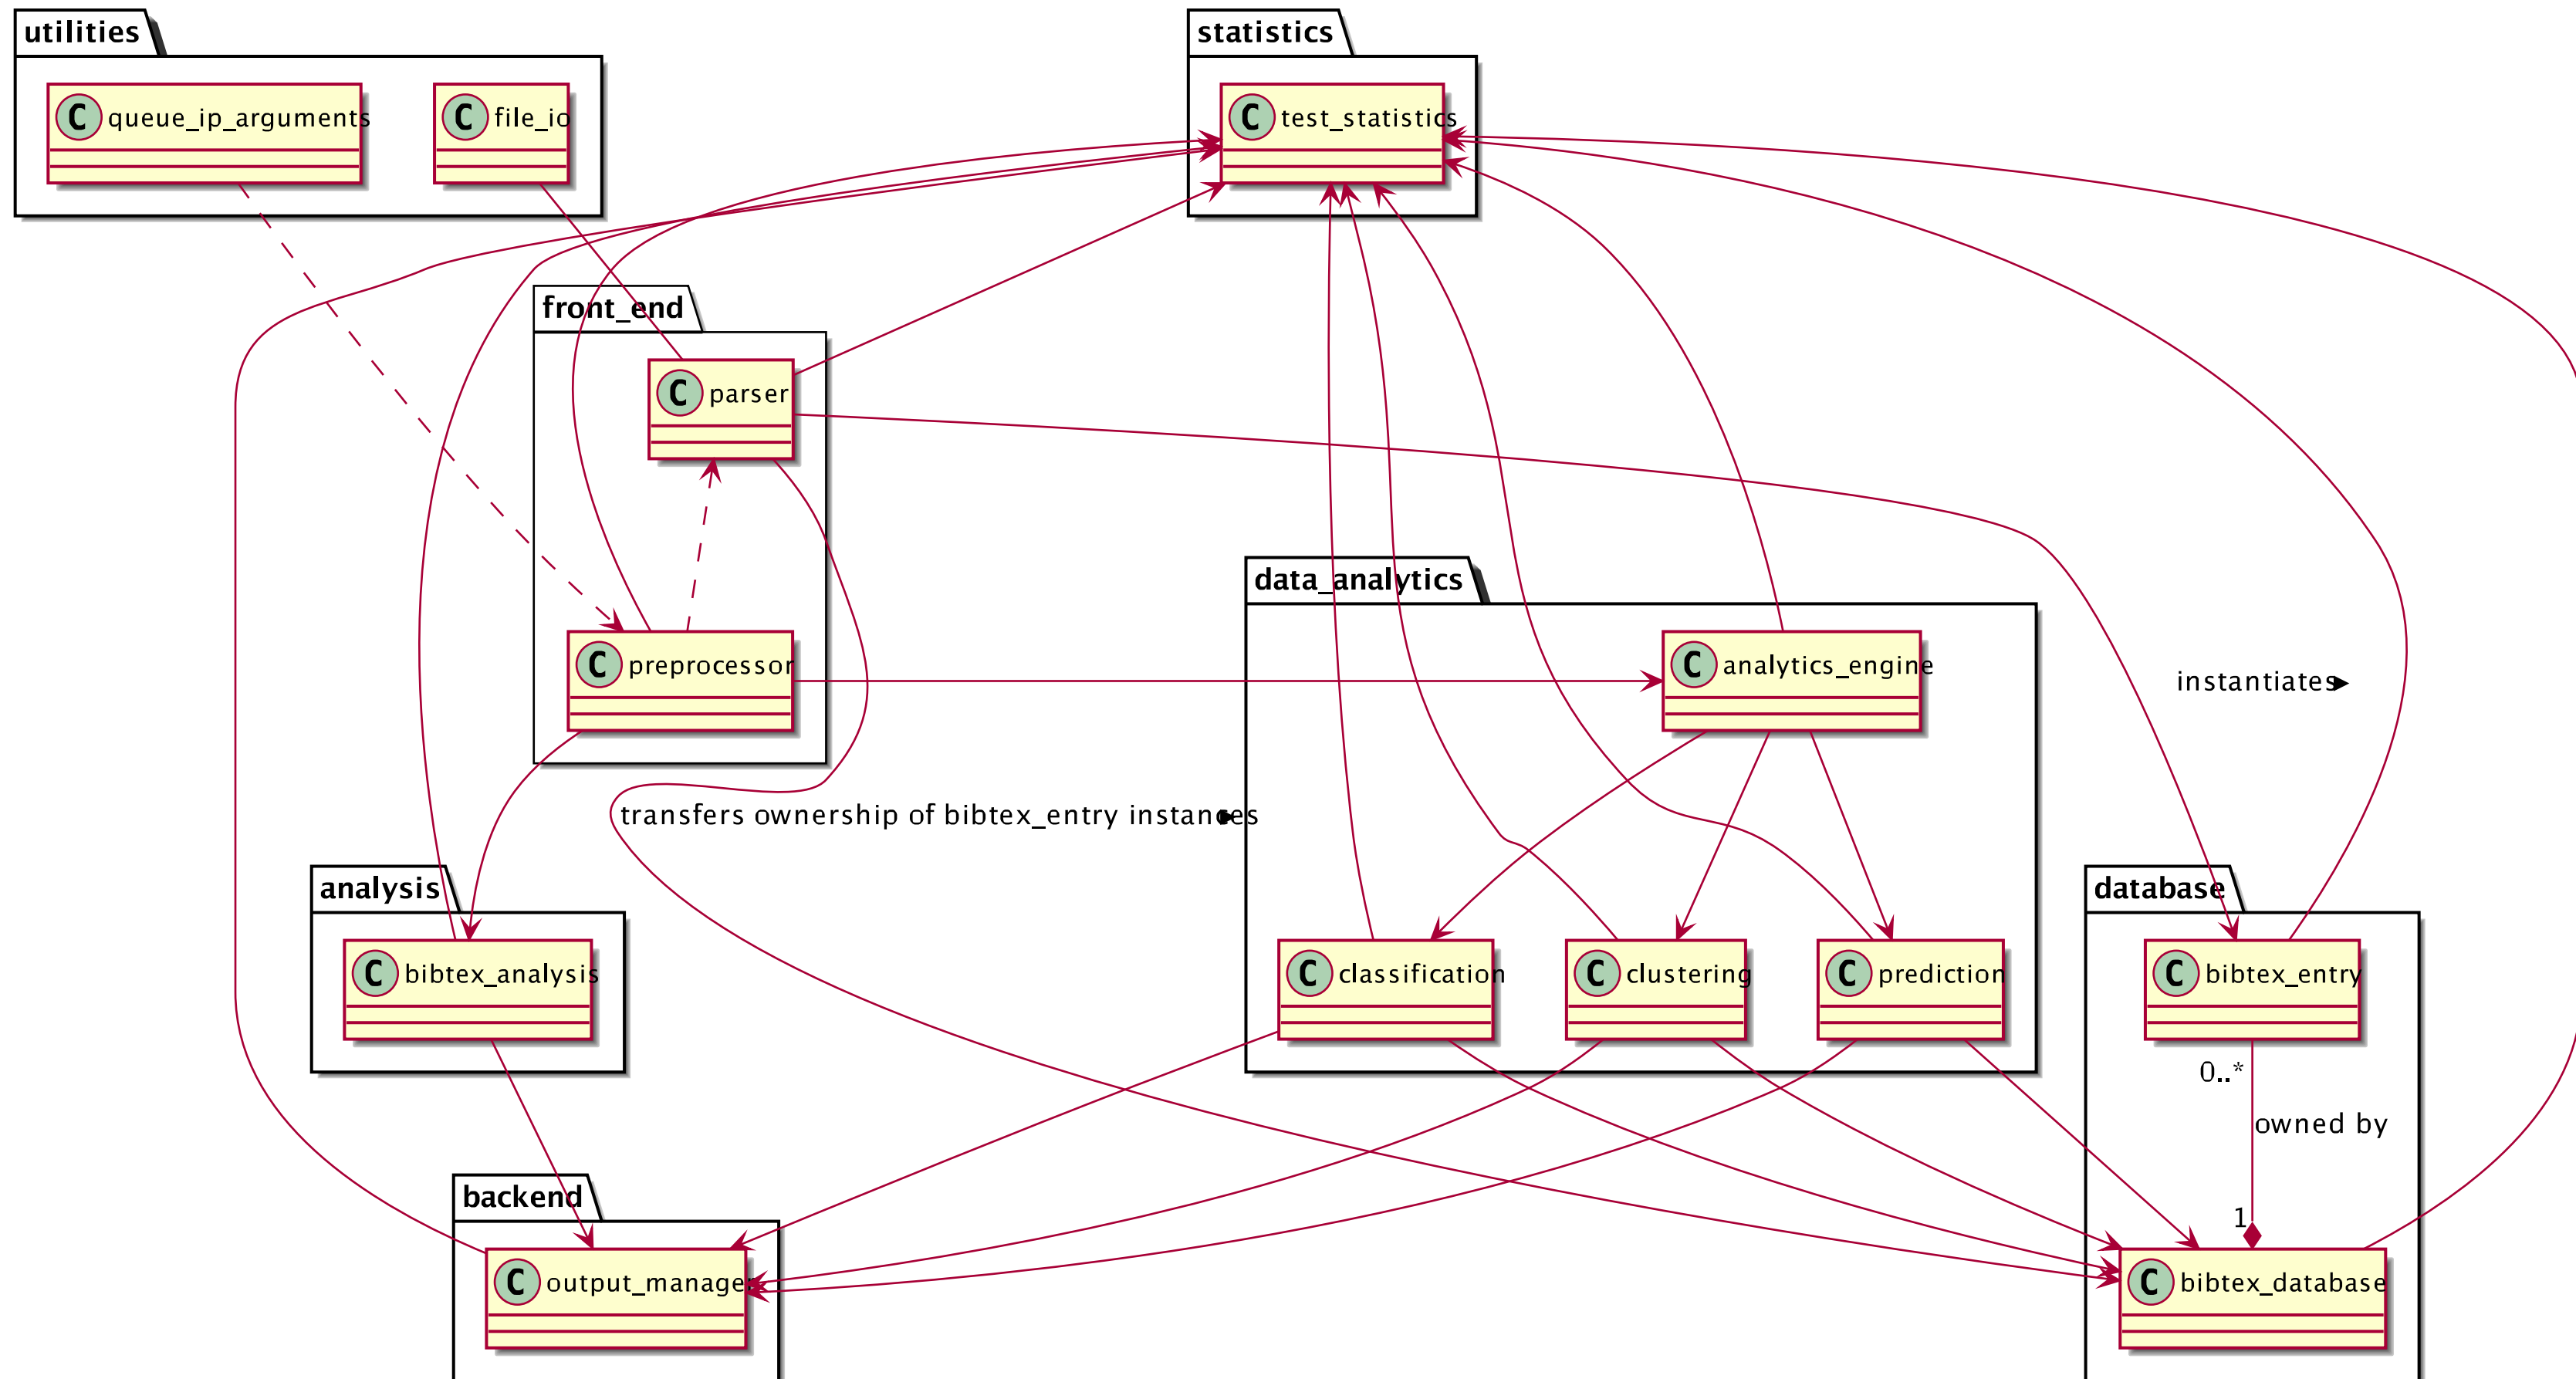 utilities
statistics
C queue_ip_arguments
C file_io
C test_statistics
front_end
C parser
data_analytics
C preprocessor
C analytics_engine
instantiates
transfers ownership of bibtex_entry instances
analysis
database
C bibtex_analysis
C classification
C clustering
C prediction
C bibtex_entry
0..*
owned by
backend
1
C output_manager
C bibtex_database